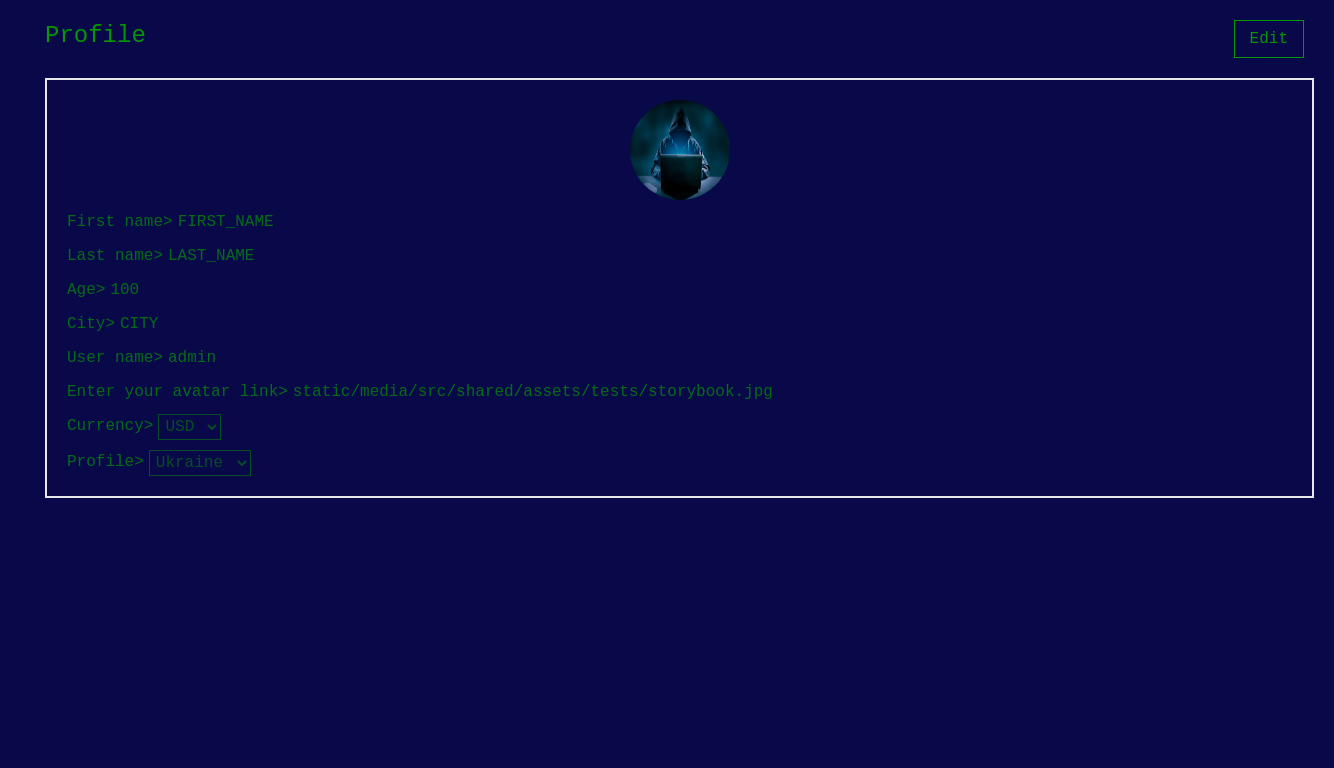 Profile
Edit
First name> FIRST_NAME
Last name> LAST_NAME
Age> 100
City> CITY
User name> admin
Enter your avatar link> static/media/src/shared/assets/tests/storybook.jpg
Currency> USD
Profile> Ukraine